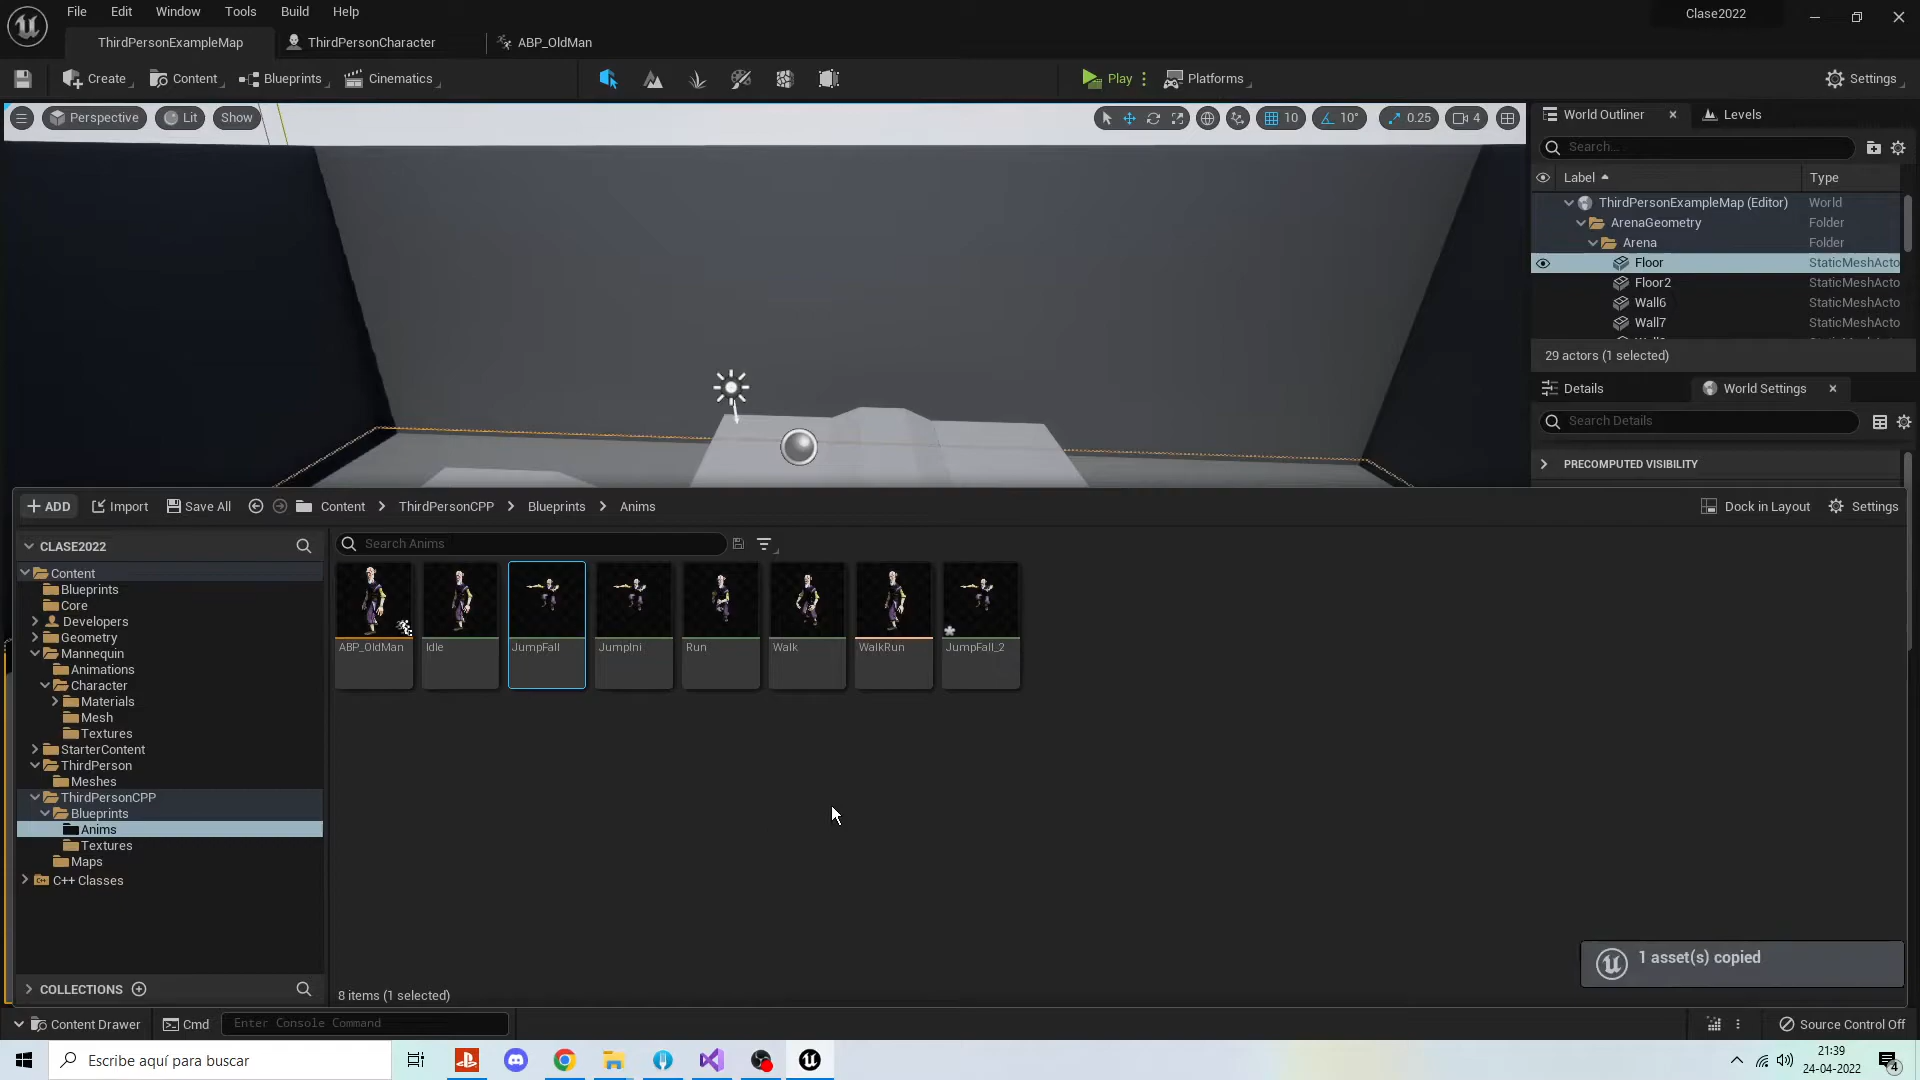 File Edit Window Tools Build Help
Clase2022
ThirdPersonExampleMap
ThirdPersonCharacter
ABP_OldMan
Create
Content
Blueprints
Cinematics
Play
Platforms
Settings
Perspective
Lit
Show
10
10°
0.25
4
World Outliner
Levels
Search...
Label
Type
ThirdPersonExampleMap (Editor) World
ArenaGeometry Folder
Arena Folder
Floor StaticMeshActo
Floor2 StaticMeshActo
Wall6 StaticMeshActo
Wall7 StaticMeshActo
29 actors (1 selected)
Details
World Settings
Search Details
PRECOMPUTED VISIBILITY
ADD
Import
Save All
Content
ThirdPersonCPP
Blueprints
Anims
Dock in Layout
Settings
CLASE2022
Search Anims
Content
Blueprints
Core
Developers
Geometry
Mannequin
Animations
Character
Materials
Mesh
Textures
StarterContent
ThirdPerson
Meshes
ThirdPersonCPP
Blueprints
Anims
Textures
Maps
C++ Classes
ABP_OldMan
Idle
JumpFall
JumpIni
Run
Walk
WalkRun
JumpFall_2
1 asset(s) copied
COLLECTIONS
8 items (1 selected)
Content Drawer
Cmd
Enter Console Command
Source Control Off
Escribe aquí para buscar
21:39
24-04-2022
4